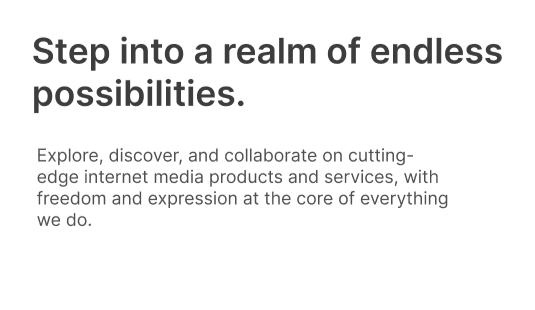 Step into a realm of endless
possibilities.
Explore, discover, and collaborate on cutting-
edge internet media products and services, with
freedom and expression at the core of everything
we do.